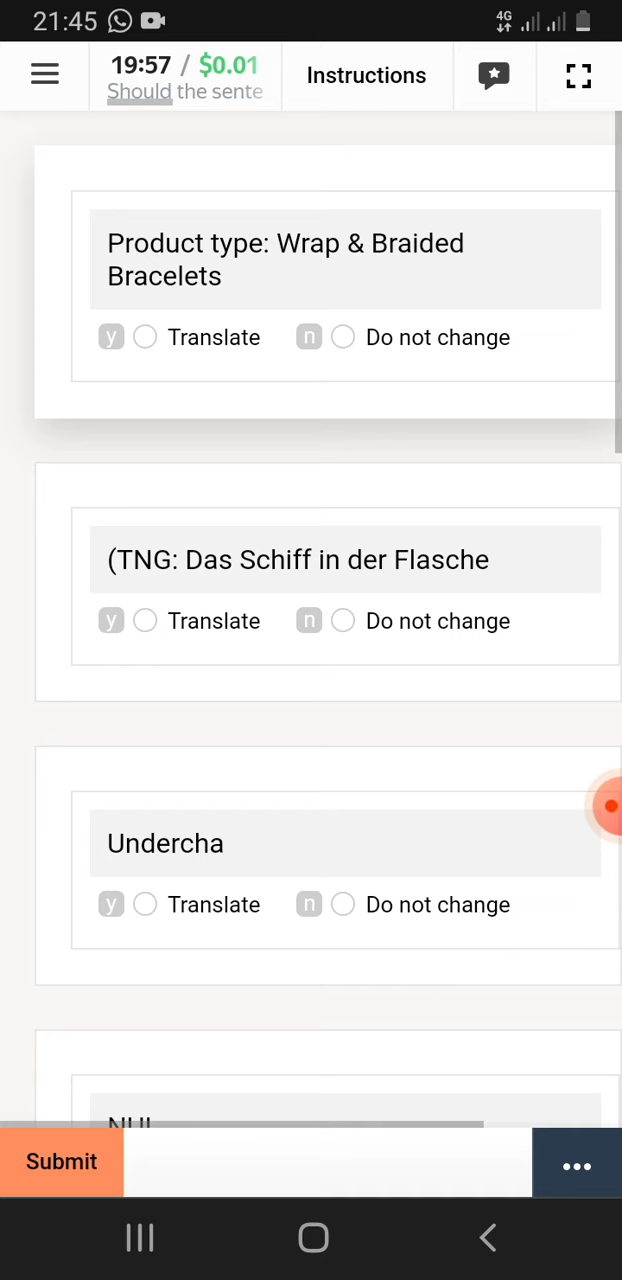 21:45
4G
19:57 / $0.01
Should the sente
Instructions
Product type: Wrap & Braided
Bracelets
y Translate n Do not change
(TNG: Das Schiff in der Flasche
y Translate n Do not change
Undercha
y Translate n Do not change
Submit